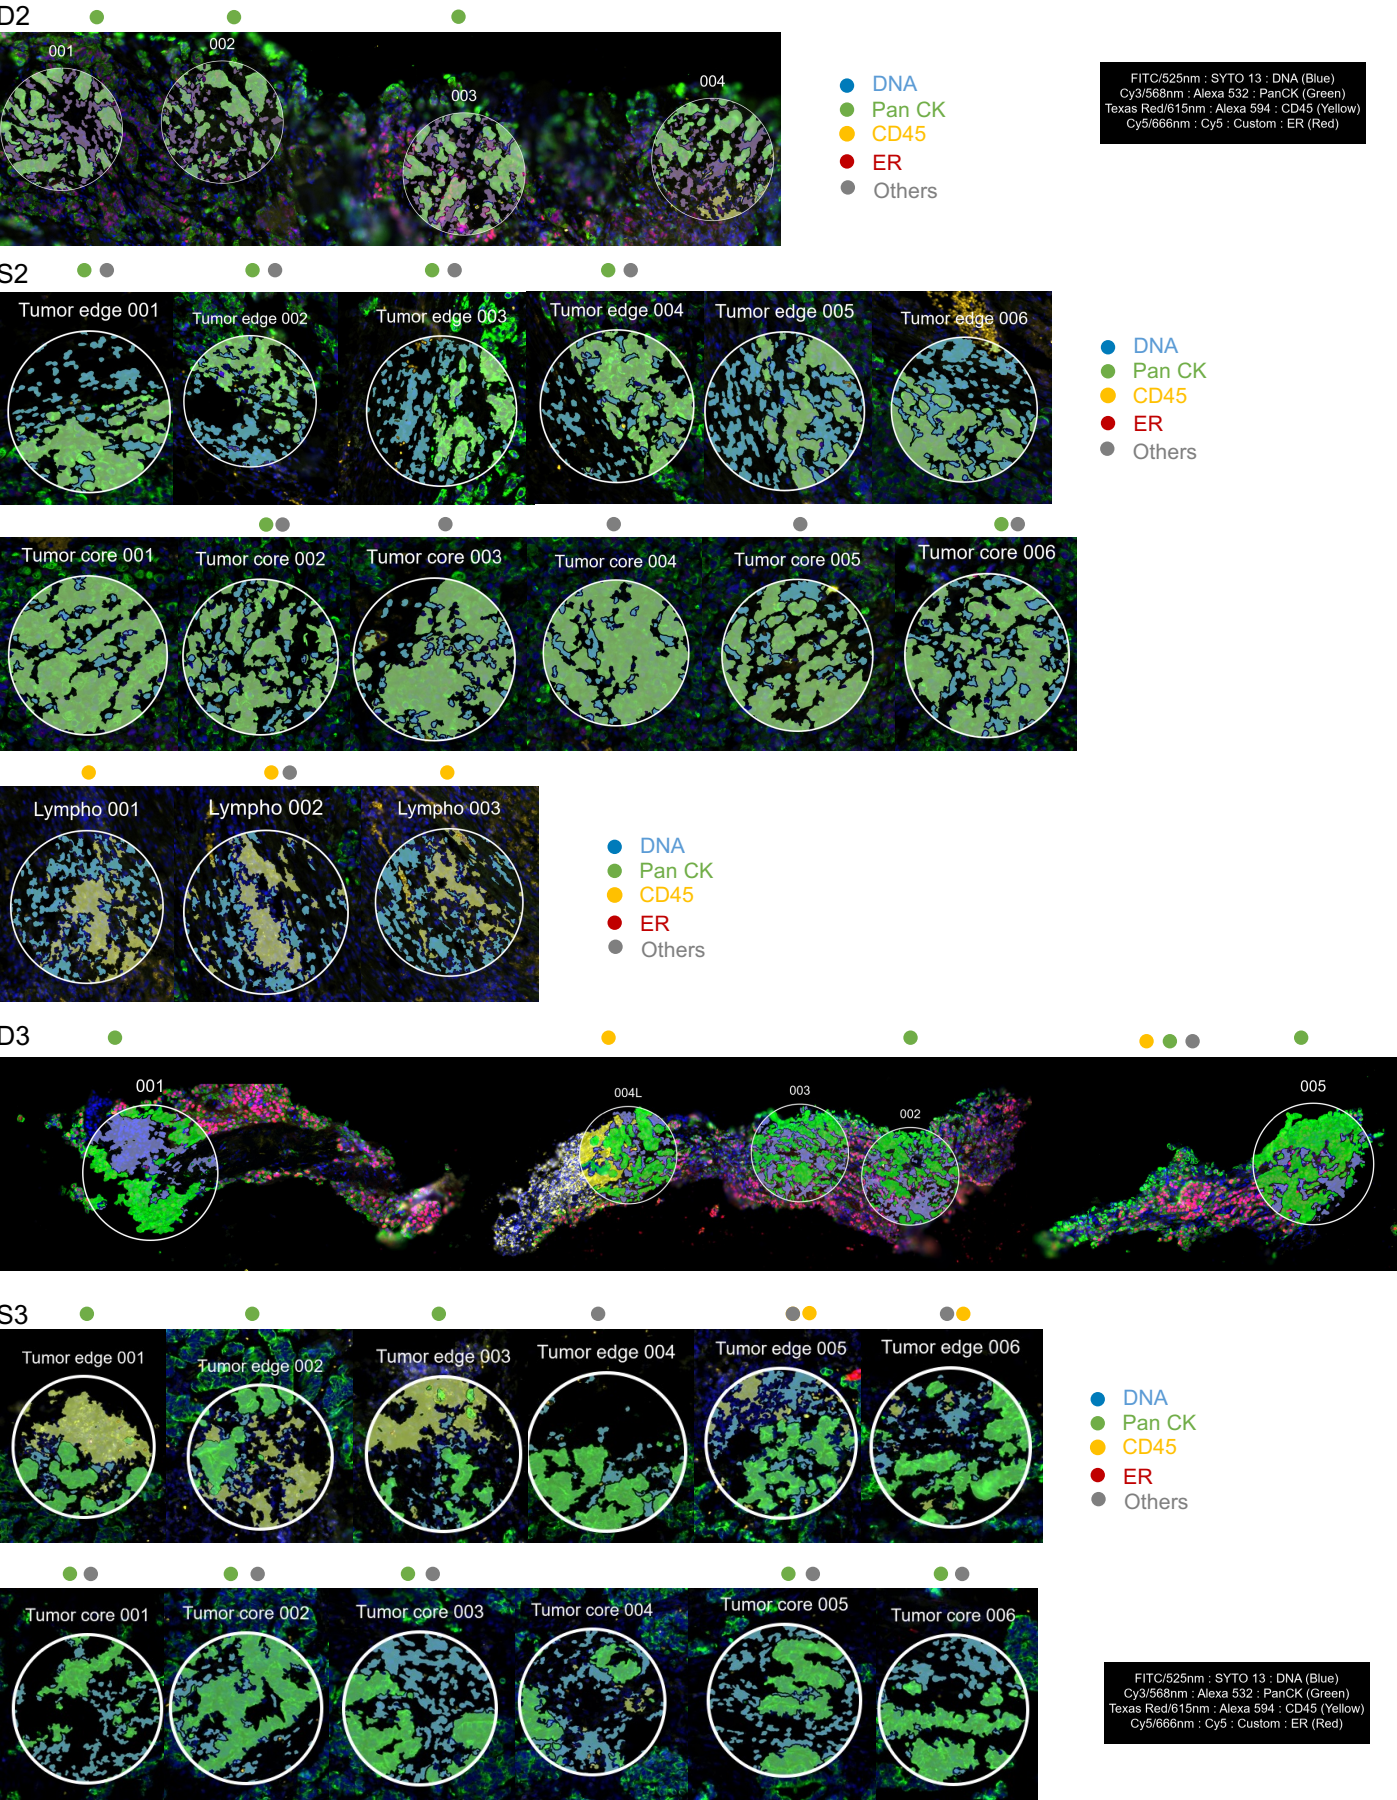 D2
001
002
003
004
DNA
Pan CK
CD45
ER
Others
FITC/525nm : SYTO 13 : DNA (Blue)
Cy3/568nm : Alexa 532 : PanCK (Green)
Texas Red/615nm : Alexa 594 : CD45 (Yellow)
Cy5/666nm : Cy5 : Custom : ER (Red)
S2
Tumor edge 001
Tumor edge 002
Tumor edge 003
Tumor edge 004
Tumor edge 005
Tumor edge 006
DNA
Pan CK
CD45
ER
Others
Tumor core 001
Tumor core 002
Tumor core 003
Tumor core 004
Tumor core 005
Tumor core 006
Lympho 001
Lympho 002
Lympho 003
DNA
Pan CK
CD45
ER
Others
D3
001
004L
003
002
005
S3
Tumor edge 001
Tumor edge 002
Tumor edge 003
Tumor edge 004
Tumor edge 005
Tumor edge 006
DNA
Pan CK
CD45
ER
Others
Tumor core 001
Tumor core 002
Tumor core 003
Tumor core 004
Tumor core 005
Tumor core 006
FITC/525nm : SYTO 13 : DNA (Blue)
Cy3/568nm : Alexa 532 : PanCK (Green)
Texas Red/615nm : Alexa 594 : CD45 (Yellow)
Cy5/666nm : Cy5 : Custom : ER (Red)